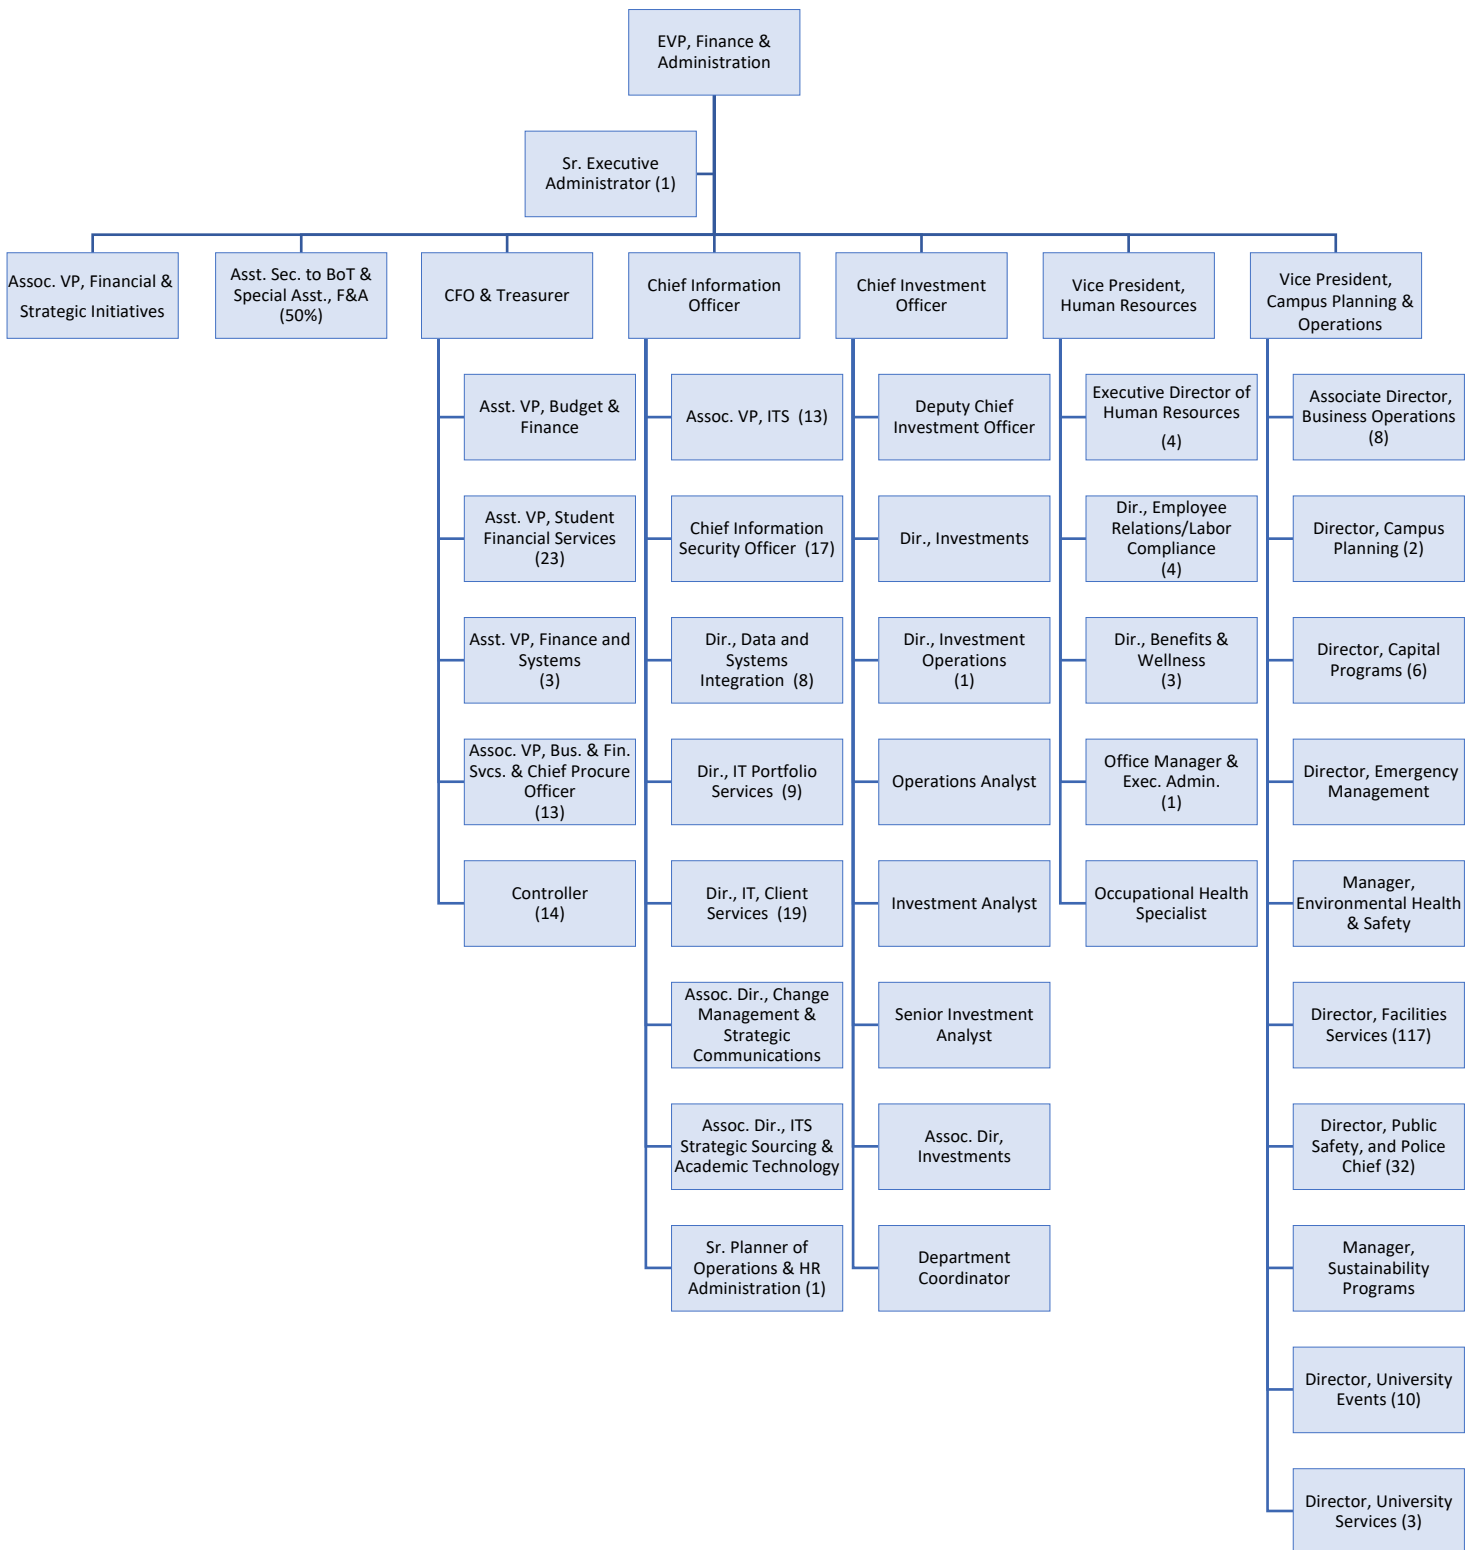 EVP, Finance &
Administration
Sr. Executive
Administrator (1)
Assoc. VP, Financial &
Strategic Initiatives
Asst. Sec. to BoT &
Special Asst., F&A
(50%)
CFO & Treasurer
Chief Information
Officer
Chief Investment
Officer
Vice President,
Human Resources
Vice President,
Campus Planning &
Operations
Asst. VP, Budget &
Finance
Asst. VP, Student
Financial Services
(23)
Asst. VP, Finance and
Systems
(3)
Assoc. VP, Bus. & Fin.
Svcs. & Chief Procure
Officer
(13)
Controller
(14)
Assoc. VP, ITS (13)
Chief Information
Security Officer (17)
Dir., Data and
Systems
Integration (8)
Dir., IT Portfolio
Services (9)
Dir., IT, Client
Services (19)
Assoc. Dir., Change
Management &
Strategic
Communications
Assoc. Dir., ITS
Strategic Sourcing &
Academic Technology
Sr. Planner of
Operations & HR
Administration (1)
Deputy Chief
Investment Officer
Dir., Investments
Dir., Investment
Operations
(1)
Operations Analyst
Investment Analyst
Senior Investment
Analyst
Assoc. Dir,
Investments
Department
Coordinator
Executive Director of
Human Resources
(4)
Dir., Employee
Relations/Labor
Compliance
(4)
Dir., Benefits &
Wellness
(3)
Office Manager &
Exec. Admin.
(1)
Occupational Health
Specialist
Associate Director,
Business Operations
(8)
Director, Campus
Planning (2)
Director, Capital
Programs (6)
Director, Emergency
Management
Manager,
Environmental Health
& Safety
Director, Facilities
Services (117)
Director, Public
Safety, and Police
Chief (32)
Manager,
Sustainability
Programs
Director, University
Events (10)
Director, University
Services (3)